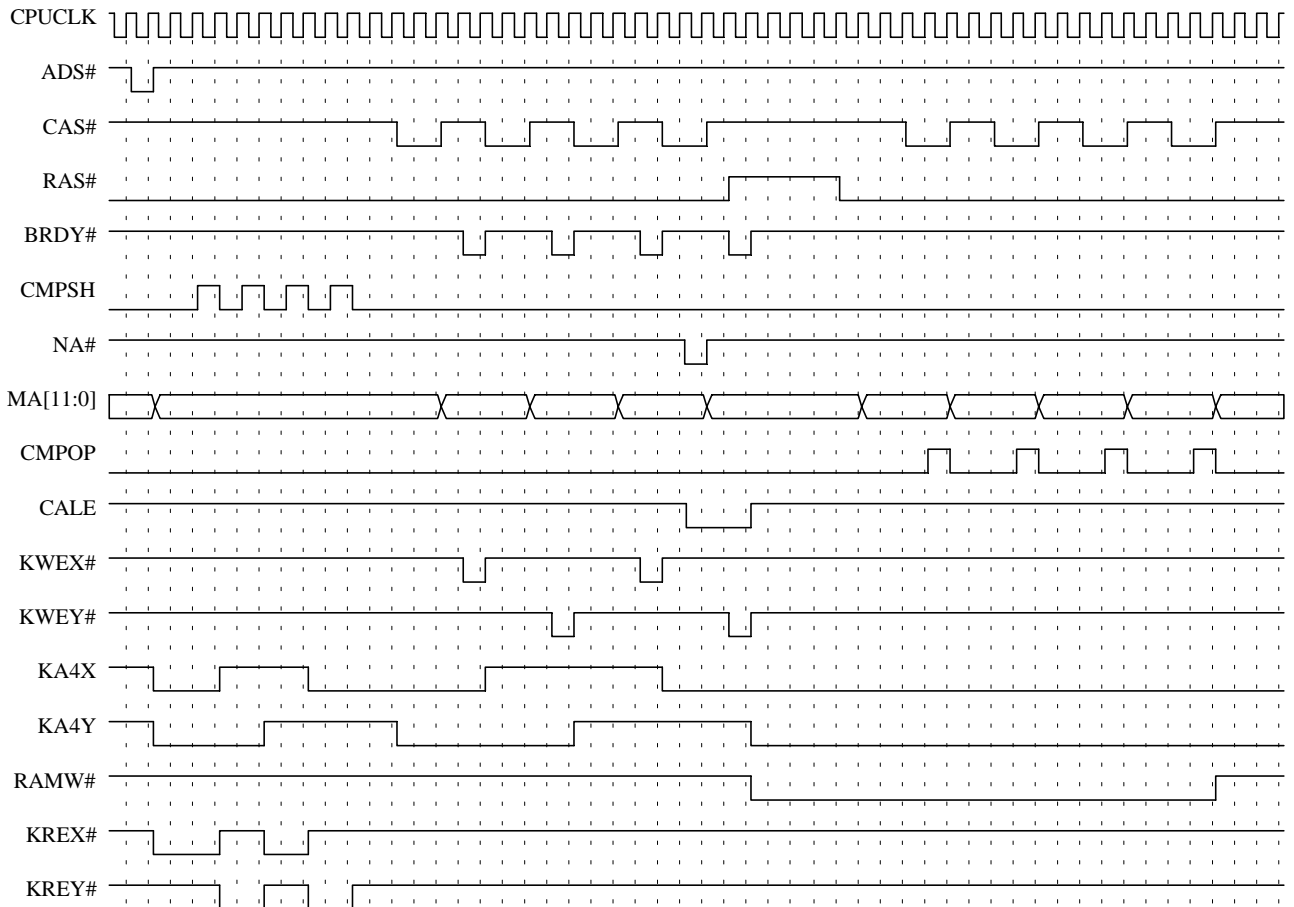 CPUCLK
ADS#
CAS#
RAS#
BRDY#
CMPSH
NA#
MA[11:0]
CMPOP
CALE
KWEX#
KWEY#
KA4X
KA4Y
RAMW#
KREX#
KREY#